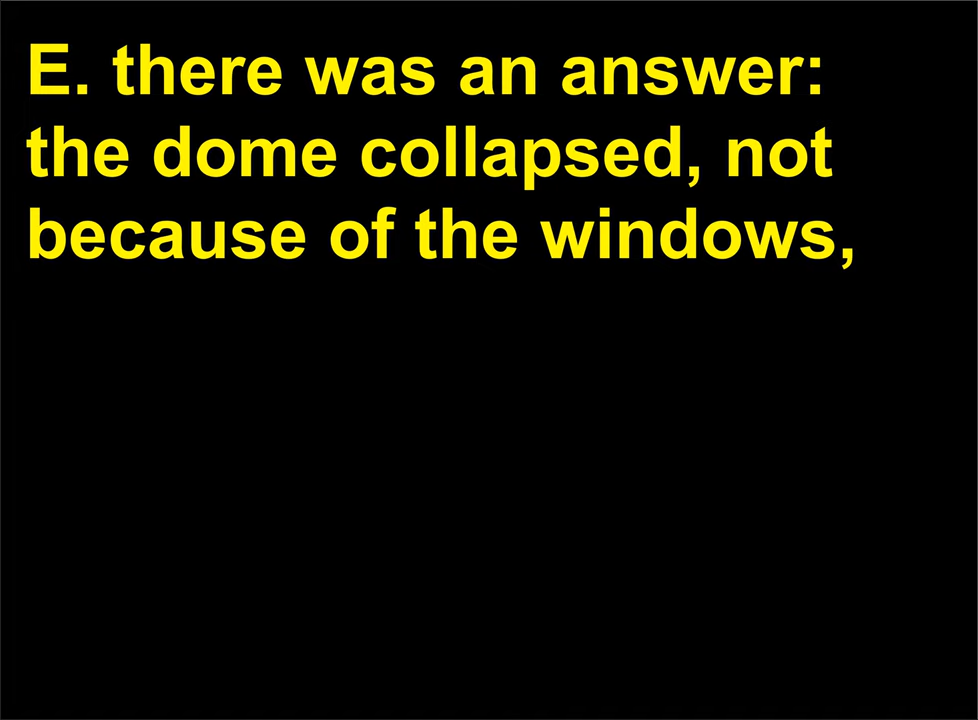 E. there was an answer:
the dome collapsed, not
because of the windows,